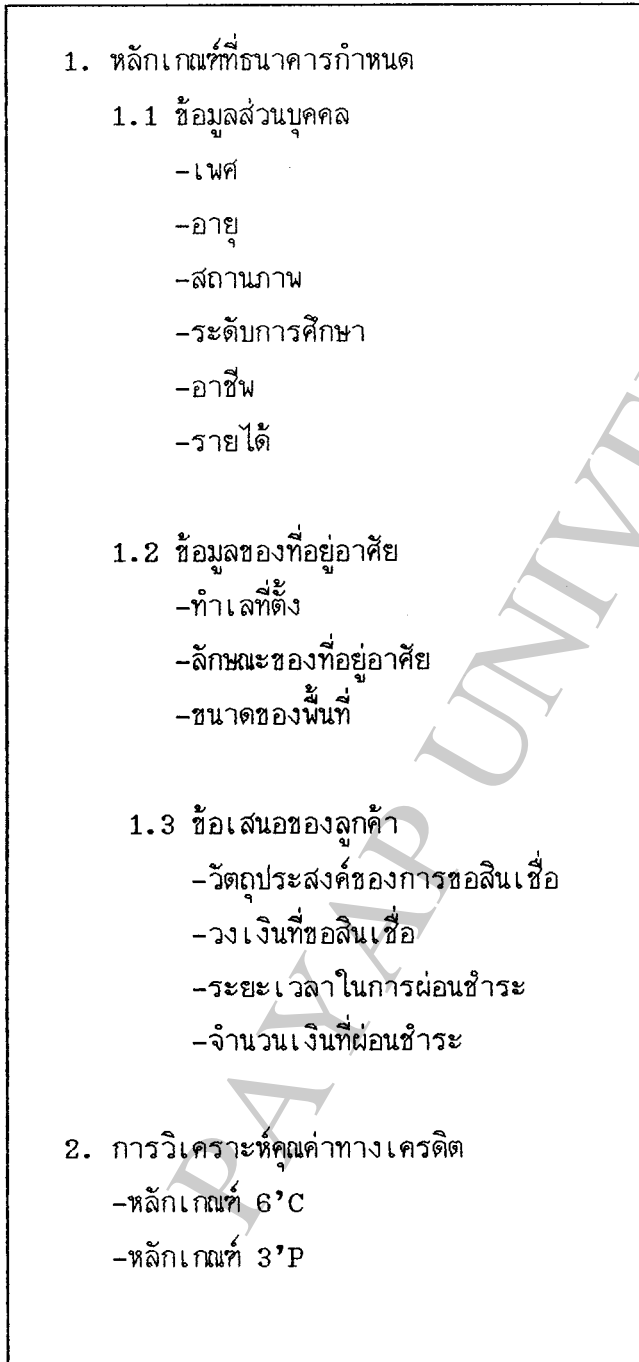 1. หลักเกณฑ์ที่ธนาคารกำหนด
1.1 ข้อมูลส่วนบุคคล
-เพศ
-อายุ
-สถานภาพ
-ระดับการศึกษา
-อาชีพ
-รายได้
1.2 ข้อมูลของที่อยู่อาศัย
-ทำเลที่ตั้ง
-ลักษณะของที่อยู่อาศัย
-ขนาดของพื้นที่
1.3 ข้อเสนอของลูกค้า
-วัตถุประสงค์ของการขอสินเชื่อ
-วงเงินที่ขอสินเชื่อ
-ระยะเวลาในการผ่อนชำระ
-จำนวนเงินที่ผ่อนชำระ
2. การวิเคราะห์คุณค่าทางเครดิต
-หลักเกณฑ์ 6'C
-หลักเกณฑ์ 3'P
PAYAP UNIVE